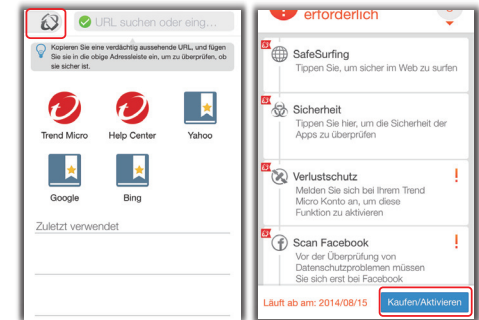 URL suchen oder eing...
Kopieren Sie eine verdächtig aussehende URL, und fügen
Sie sie in die obige Adressleiste ein, um zu überprüfen, ob
sie sicher ist.
Trend Micro
Help Center
Yahoo
Google
Bing
Zuletzt verwendet
erforderlich
SafeSurfing
Tippen Sie, um sicher im Web zu surfen
Sicherheit
Tippen Sie hier, um die Sicherheit der
Apps zu überprüfen
Verlustschutz
Melden Sie sich bei Ihrem Trend
Micro Konto an, um diese
Funktion zu aktivieren
Scan Facebook
Vor der Überprüfung von
Datenschutzproblemen müssen
Sie sich erst bei Facebook
Läuft ab am: 2014/08/15
Kaufen/Aktivieren